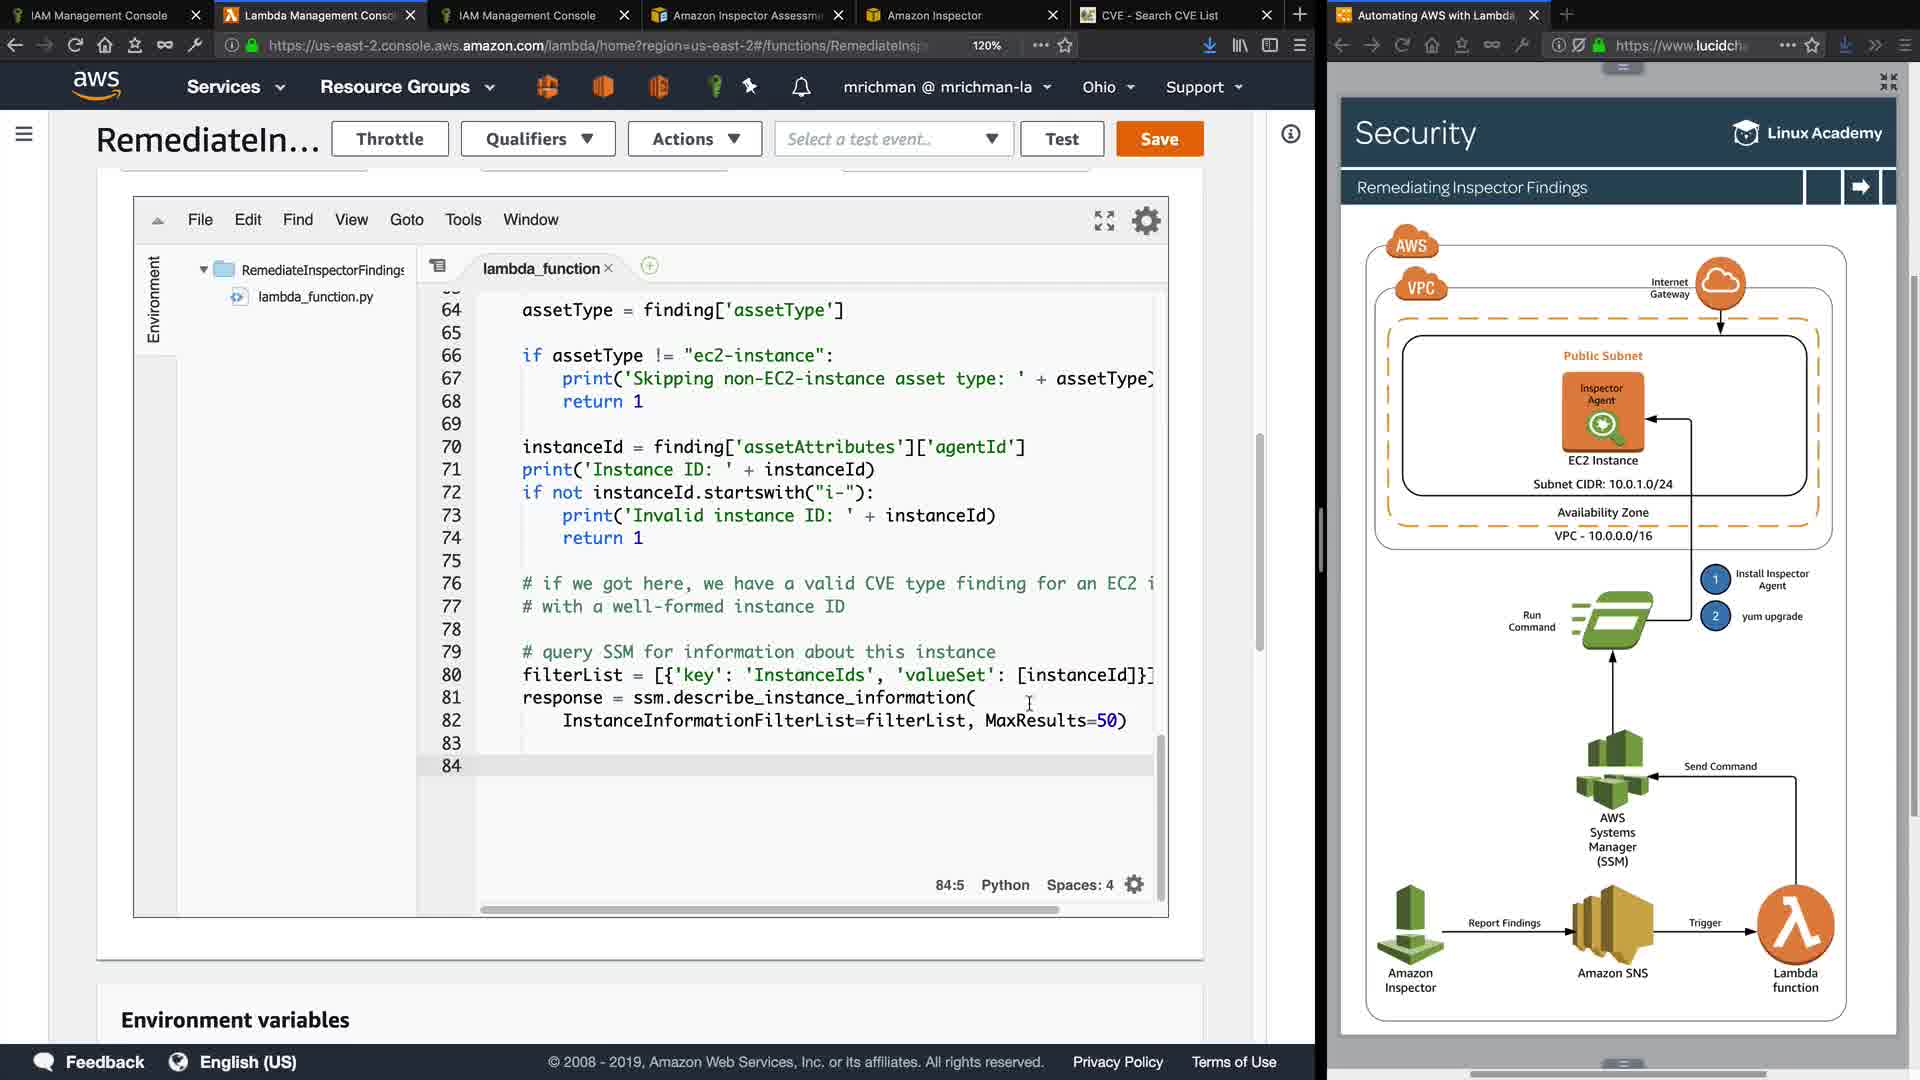 IAM Management Console
Lambda Management Conso
IAM Management Console
Amazon Inspector Assessm
Amazon Inspector
CVE - Search CVE List
Automating AWS with Lambda
https://us-east-2.console.aws.amazon.com/lambda/home?region=us-east-2#/functions/RemediateInsp
120%
https://www.lucidch
aws
Services
Resource Groups
mrichman @ mrichman-la
Ohio
Support
RemediateIn...
Throttle
Qualifiers
Actions
Select a test event..
Test
Save
File
Edit
Find
View
Goto
Tools
Window
Environment
RemediateInspectorFindings
lambda_function.py
lambda_function
64 assetType = finding['assetType']
65
66 if assetType != "ec2-instance":
67 print('Skipping non-EC2-instance asset type: ' + assetType)
68 return 1
69
70 instanceId = finding['assetAttributes']['agentId']
71 print('Instance ID: ' + instanceId)
72 if not instanceId.startswith("i-"):
73 print('Invalid instance ID: ' + instanceId)
74 return 1
75
76 # if we got here, we have a valid CVE type finding for an EC2 i
77 # with a well-formed instance ID
78
79 # query SSM for information about this instance
80 filterList = [{'key': 'InstanceIds', 'valueSet': [instanceId]}]
81 response = ssm.describe_instance_information(
82 InstanceInformationFilterList=filterList, MaxResults=50)
83
84
84:5 Python Spaces: 4
Environment variables
Feedback
English (US)
© 2008 - 2019, Amazon Web Services, Inc. or its affiliates. All rights reserved.
Privacy Policy
Terms of Use
Security
Linux Academy
Remediating Inspector Findings
AWS
VPC
Internet
Gateway
Public Subnet
Inspector
Agent
EC2 Instance
Subnet CIDR: 10.0.1.0/24
Availability Zone
VPC - 10.0.0.0/16
1 Install Inspector
Agent
2 yum upgrade
Run
Command
Send Command
AWS
Systems
Manager
(SSM)
Report Findings
Trigger
Amazon
Inspector
Amazon SNS
Lambda
function